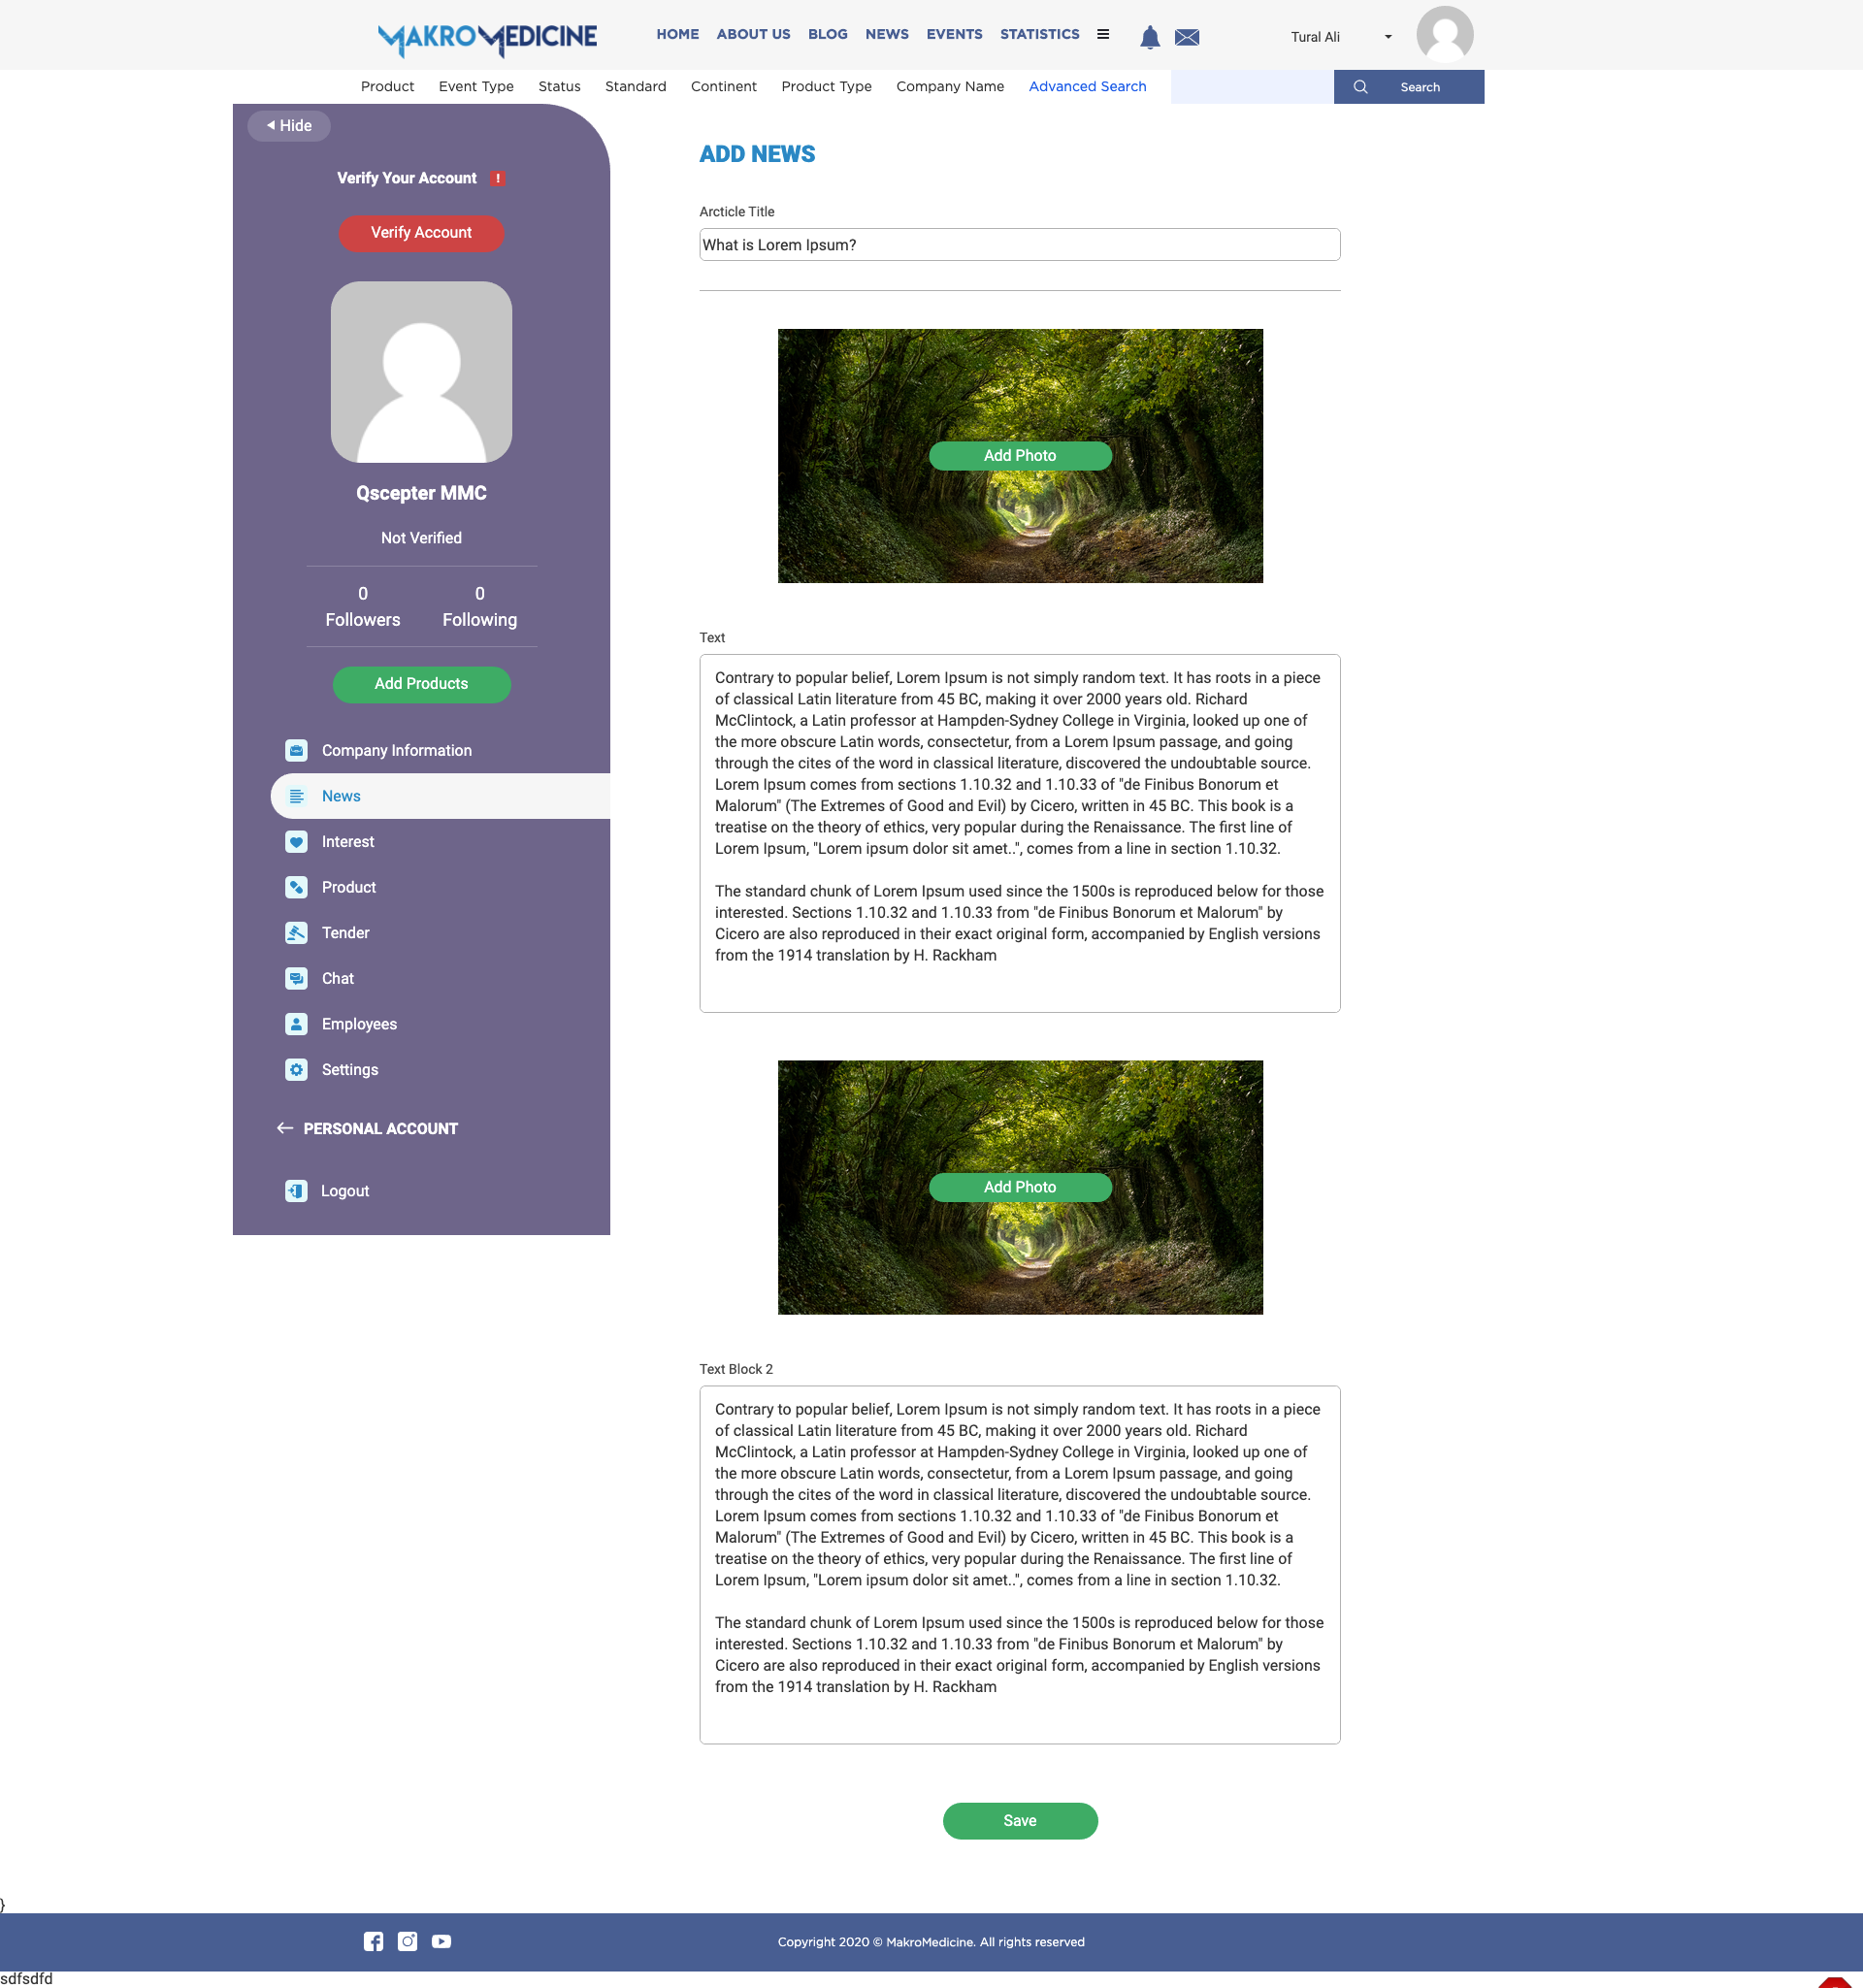 MAKROMEDICINE
HOME ABOUT US BLOG NEWS EVENTS STATISTICS
Tural Ali
Product Event Type Status Standard Continent Product Type Company Name Advanced Search
Search
Hide
Verify Your Account !
Verify Account
Qscepter MMC
Not Verified
0 0
Followers Following
Add Products
Company Information
News
Interest
Product
Tender
Chat
Employees
Settings
PERSONAL ACCOUNT
Logout
ADD NEWS
Arcticle Title
What is Lorem Ipsum?
Add Photo
Text
Contrary to popular belief, Lorem Ipsum is not simply random text. It has roots in a piece
of classical Latin literature from 45 BC, making it over 2000 years old. Richard
McClintock, a Latin professor at Hampden-Sydney College in Virginia, looked up one of
the more obscure Latin words, consectetur, from a Lorem Ipsum passage, and going
through the cites of the word in classical literature, discovered the undoubtable source.
Lorem Ipsum comes from sections 1.10.32 and 1.10.33 of "de Finibus Bonorum et
Malorum" (The Extremes of Good and Evil) by Cicero, written in 45 BC. This book is a
treatise on the theory of ethics, very popular during the Renaissance. The first line of
Lorem Ipsum, "Lorem ipsum dolor sit amet..", comes from a line in section 1.10.32.
The standard chunk of Lorem Ipsum used since the 1500s is reproduced below for those
interested. Sections 1.10.32 and 1.10.33 from "de Finibus Bonorum et Malorum" by
Cicero are also reproduced in their exact original form, accompanied by English versions
from the 1914 translation by H. Rackham
Add Photo
Text Block 2
Contrary to popular belief, Lorem Ipsum is not simply random text. It has roots in a piece
of classical Latin literature from 45 BC, making it over 2000 years old. Richard
McClintock, a Latin professor at Hampden-Sydney College in Virginia, looked up one of
the more obscure Latin words, consectetur, from a Lorem Ipsum passage, and going
through the cites of the word in classical literature, discovered the undoubtable source.
Lorem Ipsum comes from sections 1.10.32 and 1.10.33 of "de Finibus Bonorum et
Malorum" (The Extremes of Good and Evil) by Cicero, written in 45 BC. This book is a
treatise on the theory of ethics, very popular during the Renaissance. The first line of
Lorem Ipsum, "Lorem ipsum dolor sit amet..", comes from a line in section 1.10.32.
The standard chunk of Lorem Ipsum used since the 1500s is reproduced below for those
interested. Sections 1.10.32 and 1.10.33 from "de Finibus Bonorum et Malorum" by
Cicero are also reproduced in their exact original form, accompanied by English versions
from the 1914 translation by H. Rackham
Save
}
Copyright 2020 © MakroMedicine. All rights reserved
sdfsdfd